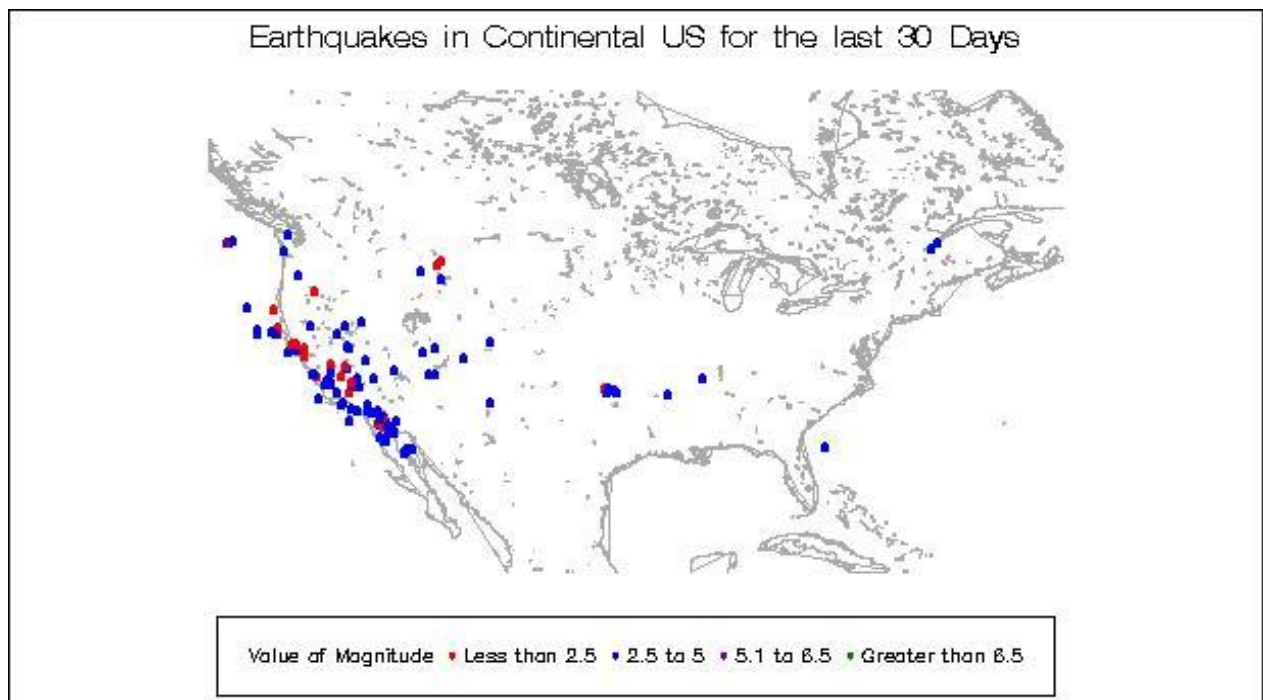 Earthquakes in Continental US for the last 30 Days
Value of Magnitude Less than 2.5 2.5 to 5 5.1 to 6.5 Greater than 6.5